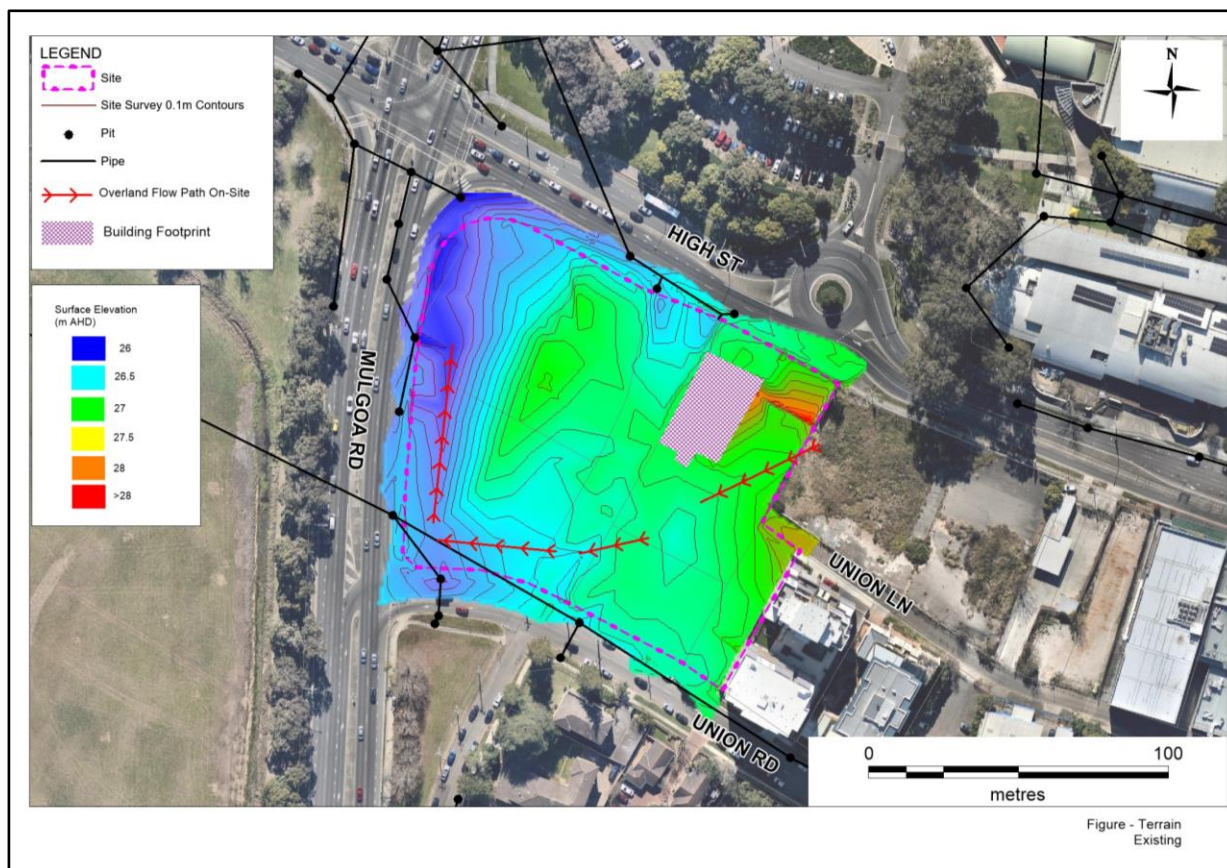 LEGEND
Site
Site Survey 0.1m Contours
Pit
Pipe
Overland Flow Path On-Site
Building Footprint
Surface Elevation
(m AHD)
26
26.5
27
27.5
28
>28
N
HIGH ST
MULGOA RD
UNION LN
UNION RD
0 100
metres
Figure - Terrain
Existing